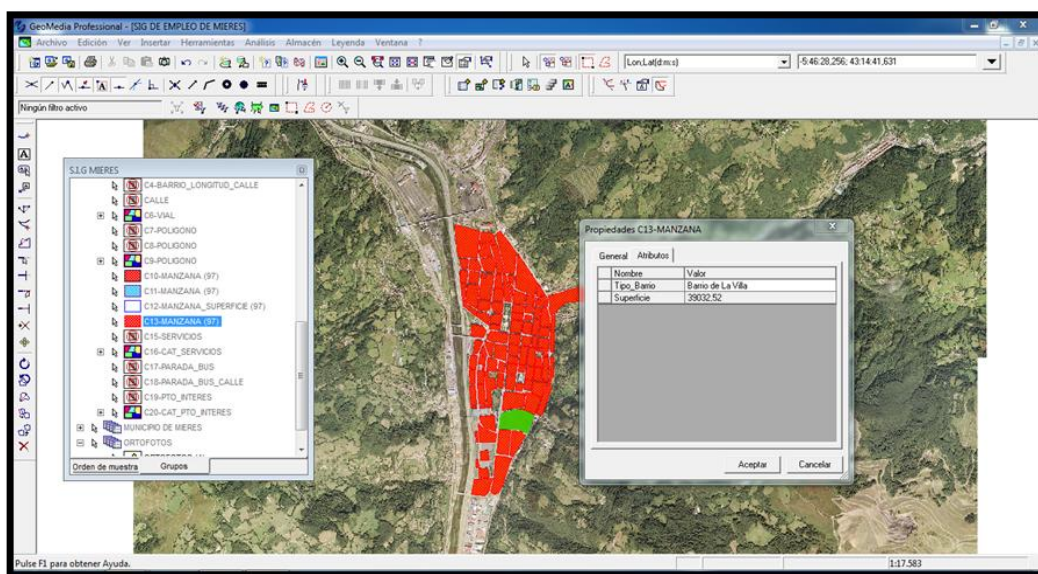 GeoMedia Professional - [SIG DE EMPLEO DE MIERES]
Archivo Edición Ver Insertar Herramientas Análisis Almacén Leyenda Ventana ?
Lon;Lat(d:m:s) -5:46:28,256; 43:14:41,631
Ningún filtro activo
S.I.G MIERES
C4-BARRIO_LONGITUD_CALLE
CALLE
C6-VIAL
C7-POLIGONO
C8-POLIGONO
C9-POLIGONO
C10-MANZANA (97)
C11-MANZANA (97)
C12-MANZANA_SUPERFICIE (97)
C13-MANZANA (97)
C15-SERVICIOS
C16-CAT_SERVICIOS
C17-PARADA_BUS
C18-PARADA_BUS_CALLE
C19-PTO_INTERES
C20-CAT_PTO_INTERES
MUNICIPIO DE MIERES
ORTOFOTOS
Orden de muestra Grupos
Propiedades C13-MANZANA
General Atributos
Nombre Valor
Tipo_Barrio Barrio de La Villa
Superficie 39032,52
Aceptar Cancelar
Pulse F1 para obtener Ayuda.
1:17.583